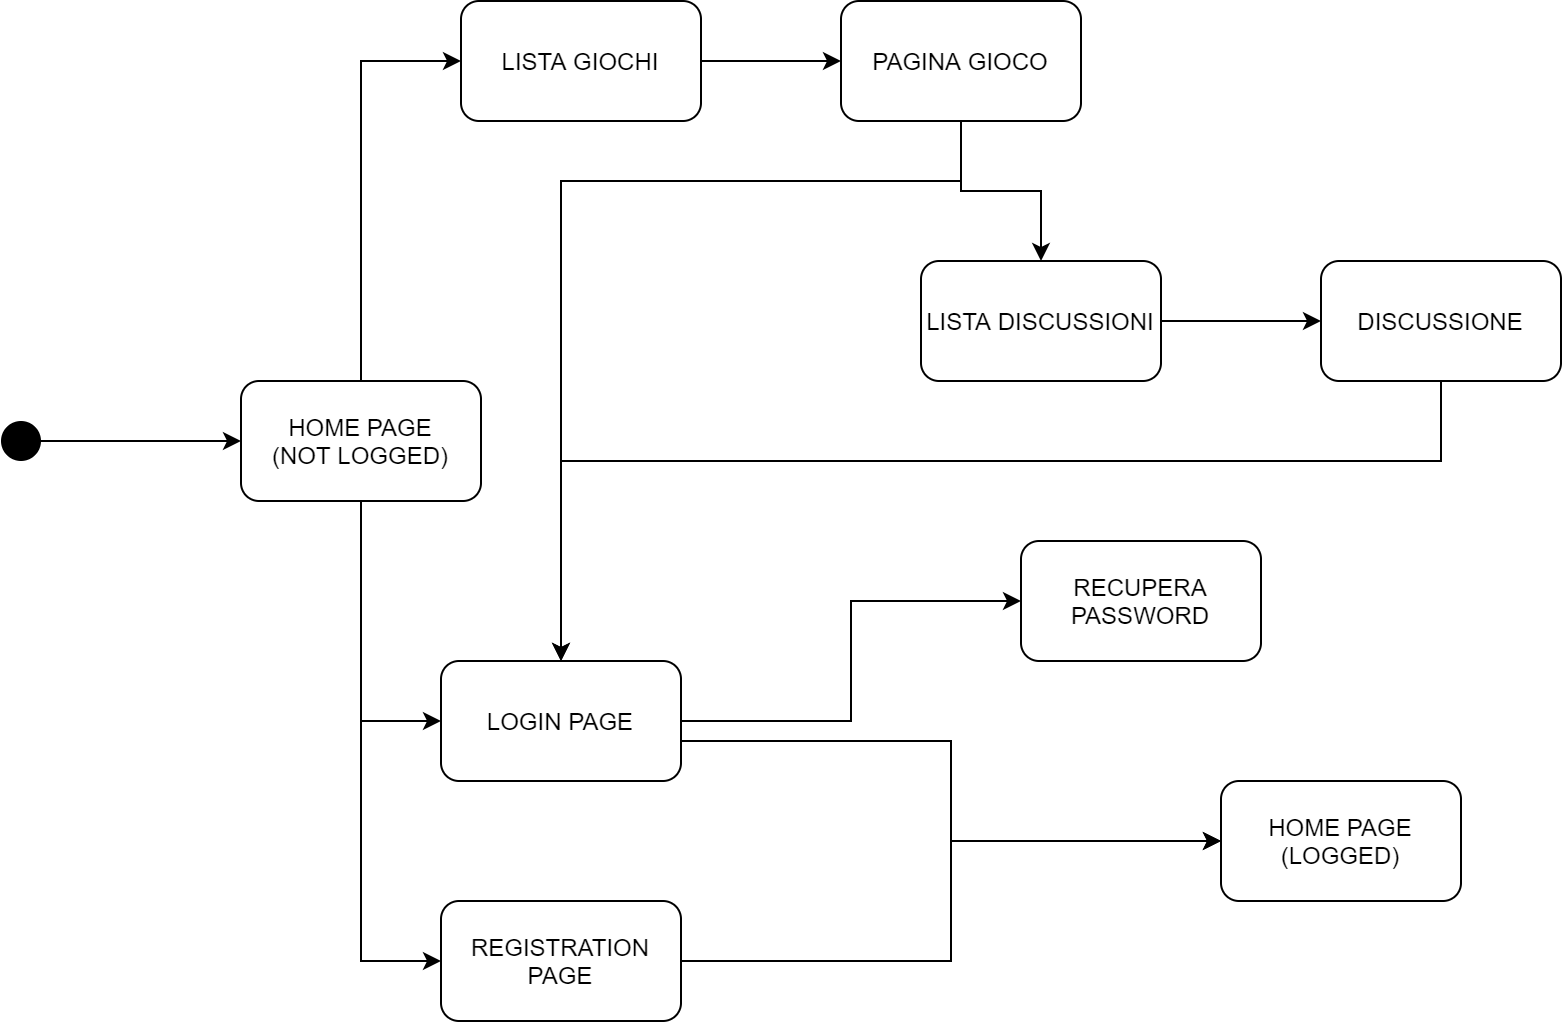 LISTA GIOCHI
PAGINA GIOCO
LISTA DISCUSSIONI
DISCUSSIONE
HOME PAGE
(NOT LOGGED)
RECUPERA
PASSWORD
LOGIN PAGE
HOME PAGE
(LOGGED)
REGISTRATION
PAGE